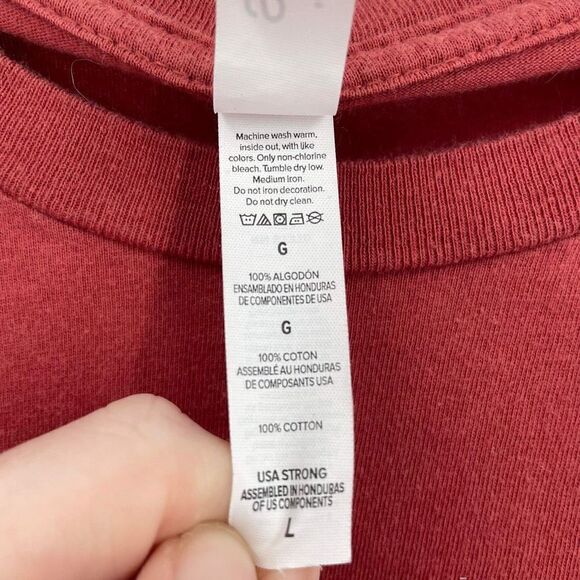 Machine wash warm,
inside out, with like
colors. Only non-chlorine
bleach. Tumble dry low.
Medium iron.
Do not iron decoration.
Do not dry clean.
G
100% ALGODÓN
ENSAMBLADO EN HONDURAS
DE COMPONENTES DE USA
G
100% COTON
ASSEMBLÉ AU HONDURAS
DE COMPOSANTS USA
100% COTTON
USA STRONG
ASSEMBLED IN HONDURAS
OF US COMPONENTS
L